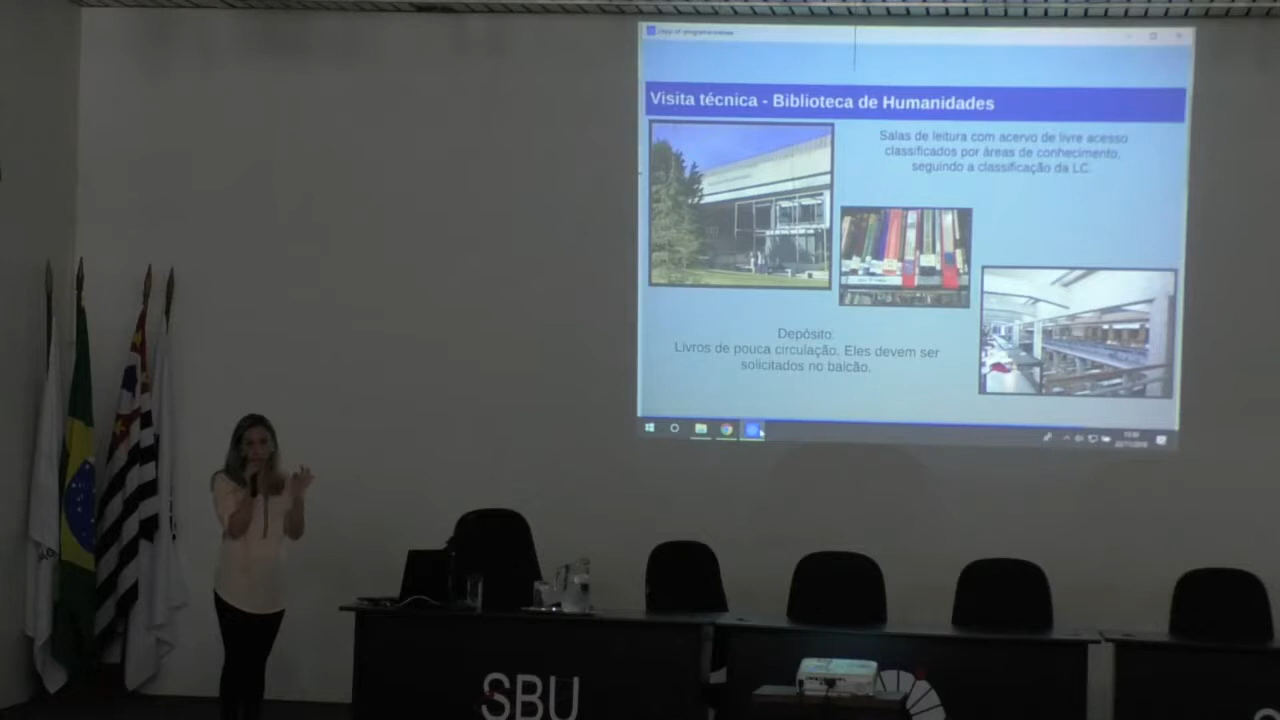 Visita técnica - Biblioteca de Humanidades
Salas de leitura com acervo de livre acesso
classificados por áreas de conhecimento,
seguindo a classificação da LC.
Depósito:
Livros de pouca circulação. Eles devem ser
solicitados no balcão.
SBU